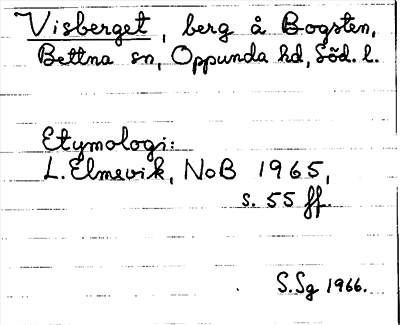 Visberget, berg å Bogsten,
Bettna sn, Oppunda hd, Söd. l.
Etymologi:
L. Elmevik, NoB 1965,
s. 55 ff.
S.Sg 1966.